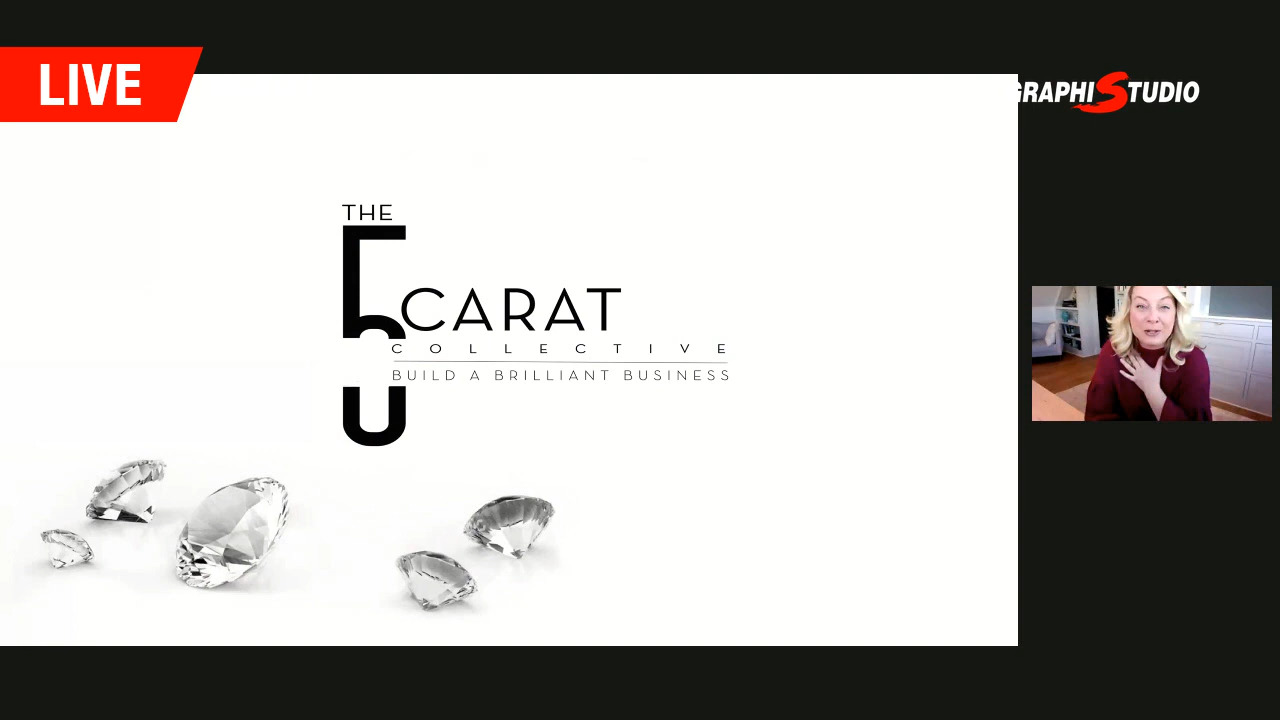 LIVE
GRAPHISTUDIO
THE
5
CARAT
COLLECTIVE
BUILD A BRILLIANT BUSINESS